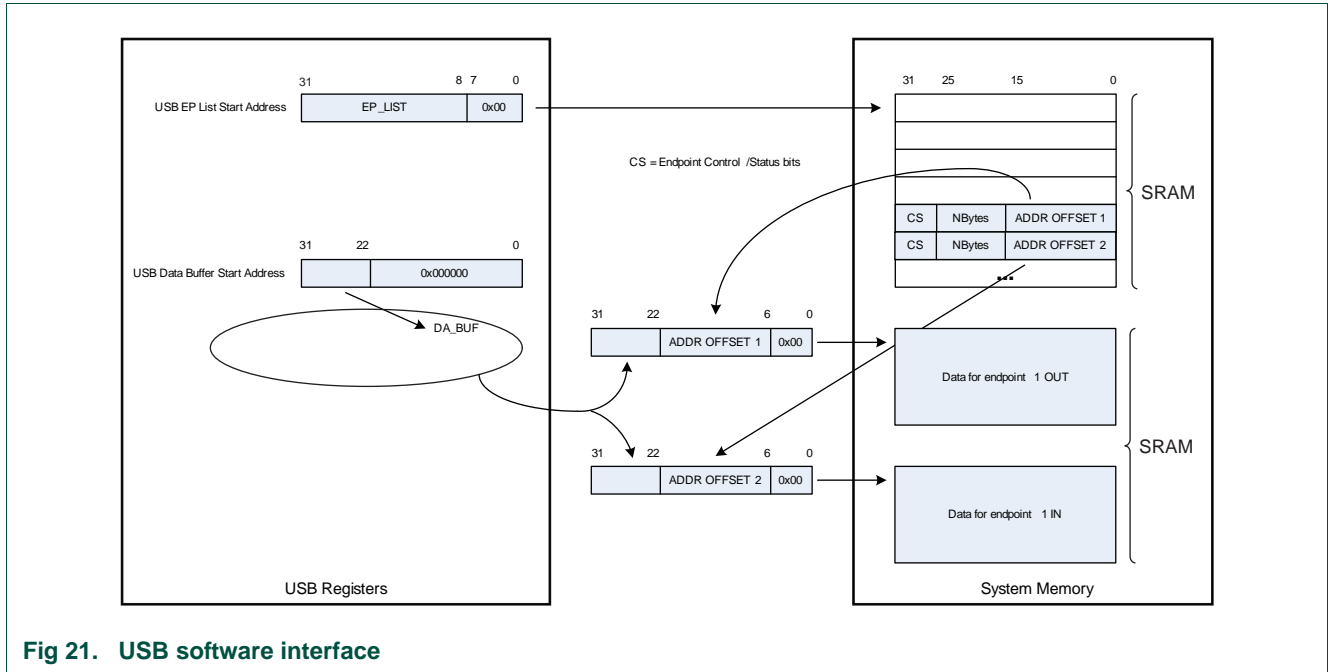 31 8 7 0
USB EP List Start Address EP_LIST 0x00
31 22 0
USB Data Buffer Start Address 0x000000
DA_BUF
USB Registers
CS = Endpoint Control /Status bits
31 22 6 0
ADDR OFFSET 1 0x00
31 22 6 0
ADDR OFFSET 2 0x00
31 25 15 0
CS NBytes ADDR OFFSET 1
CS NBytes ADDR OFFSET 2
...
SRAM
Data for endpoint 1 OUT
SRAM
Data for endpoint 1 IN
System Memory
Fig 21. USB software interface